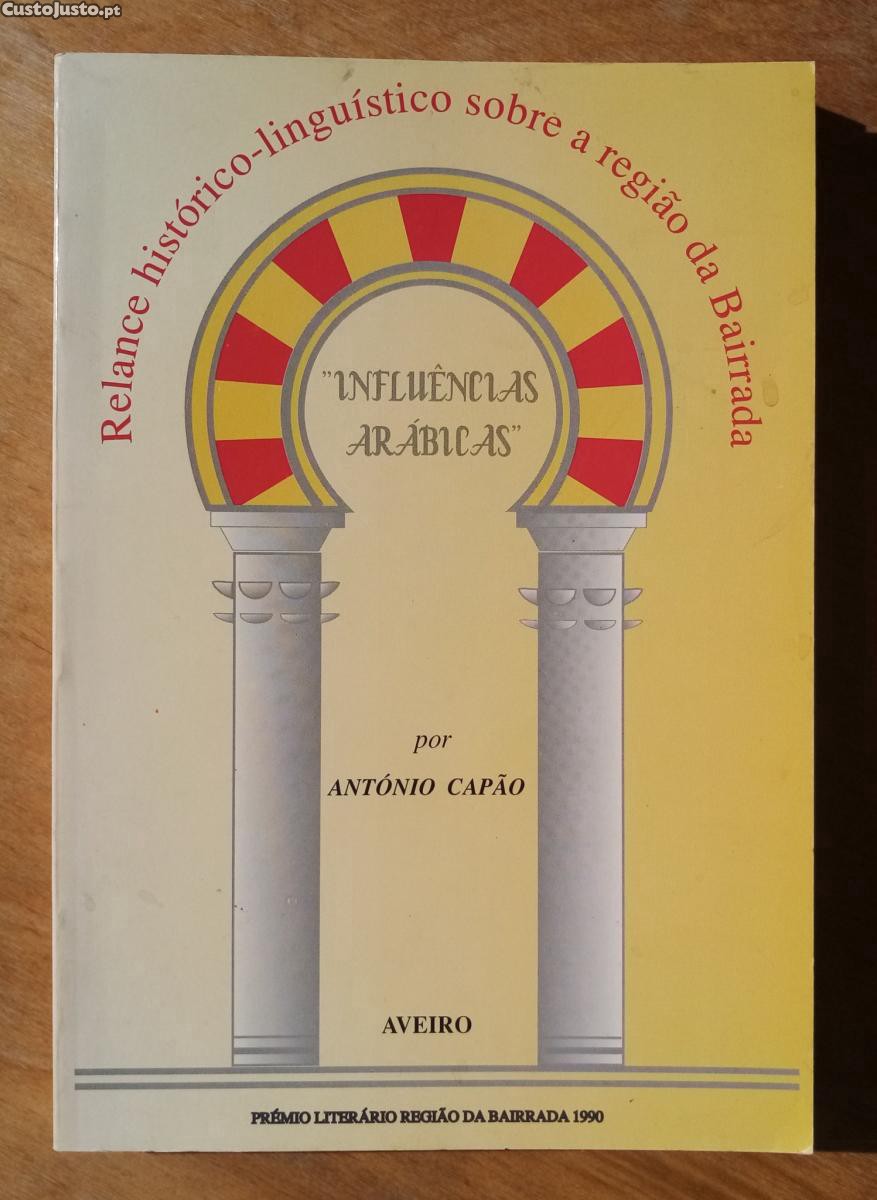 CustoJusto.pt
Relance histórico-linguístico sobre a região da Bairrada
"INFLUÊNCIAS
ARÁBICAS"
por
ANTÓNIO CAPÃO
AVEIRO
PRÉMIO LITERÁRIO REGIÃO DA BAIRRADA 1990